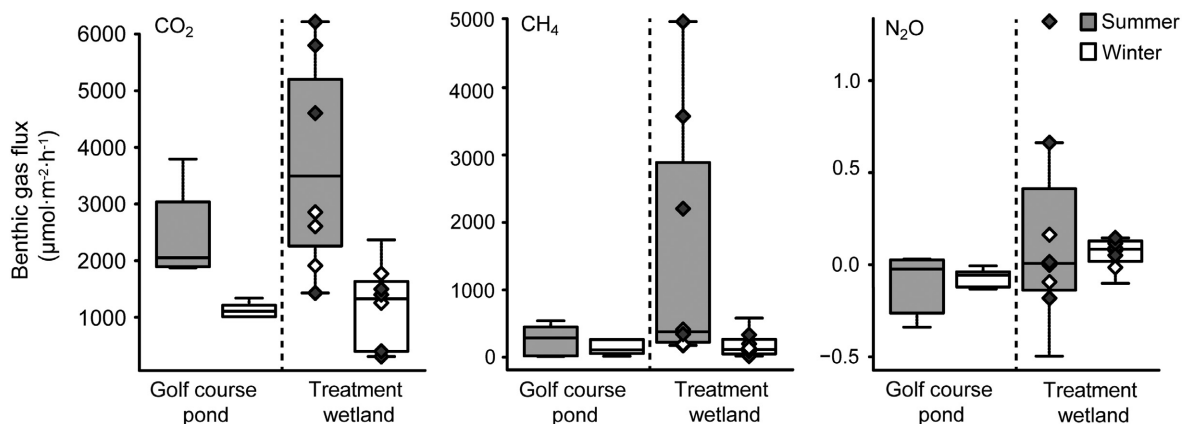 Benthic gas flux
(µmol·m⁻²·h⁻¹)
CO₂
6000
5000
4000
3000
2000
1000
Golf course
pond
Treatment
wetland
CH₄
5000
4000
3000
2000
1000
0
Golf course
pond
Treatment
wetland
N₂O
Summer
Winter
1.0
0.5
0.0
−0.5
Golf course
pond
Treatment
wetland